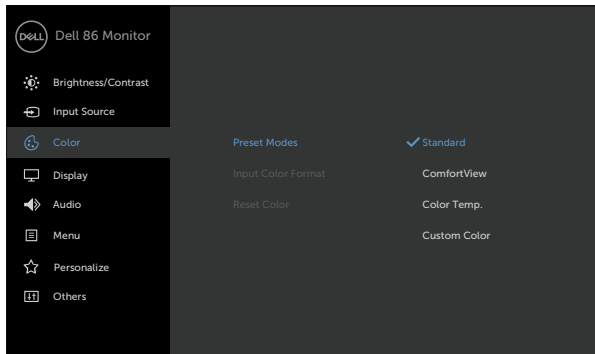 DELL Dell 86 Monitor
Brightness/Contrast
Input Source
Color Preset Modes Standard
Display Input Color Format ComfortView
Audio Reset Color Color Temp.
Menu Custom Color
Personalize
Others